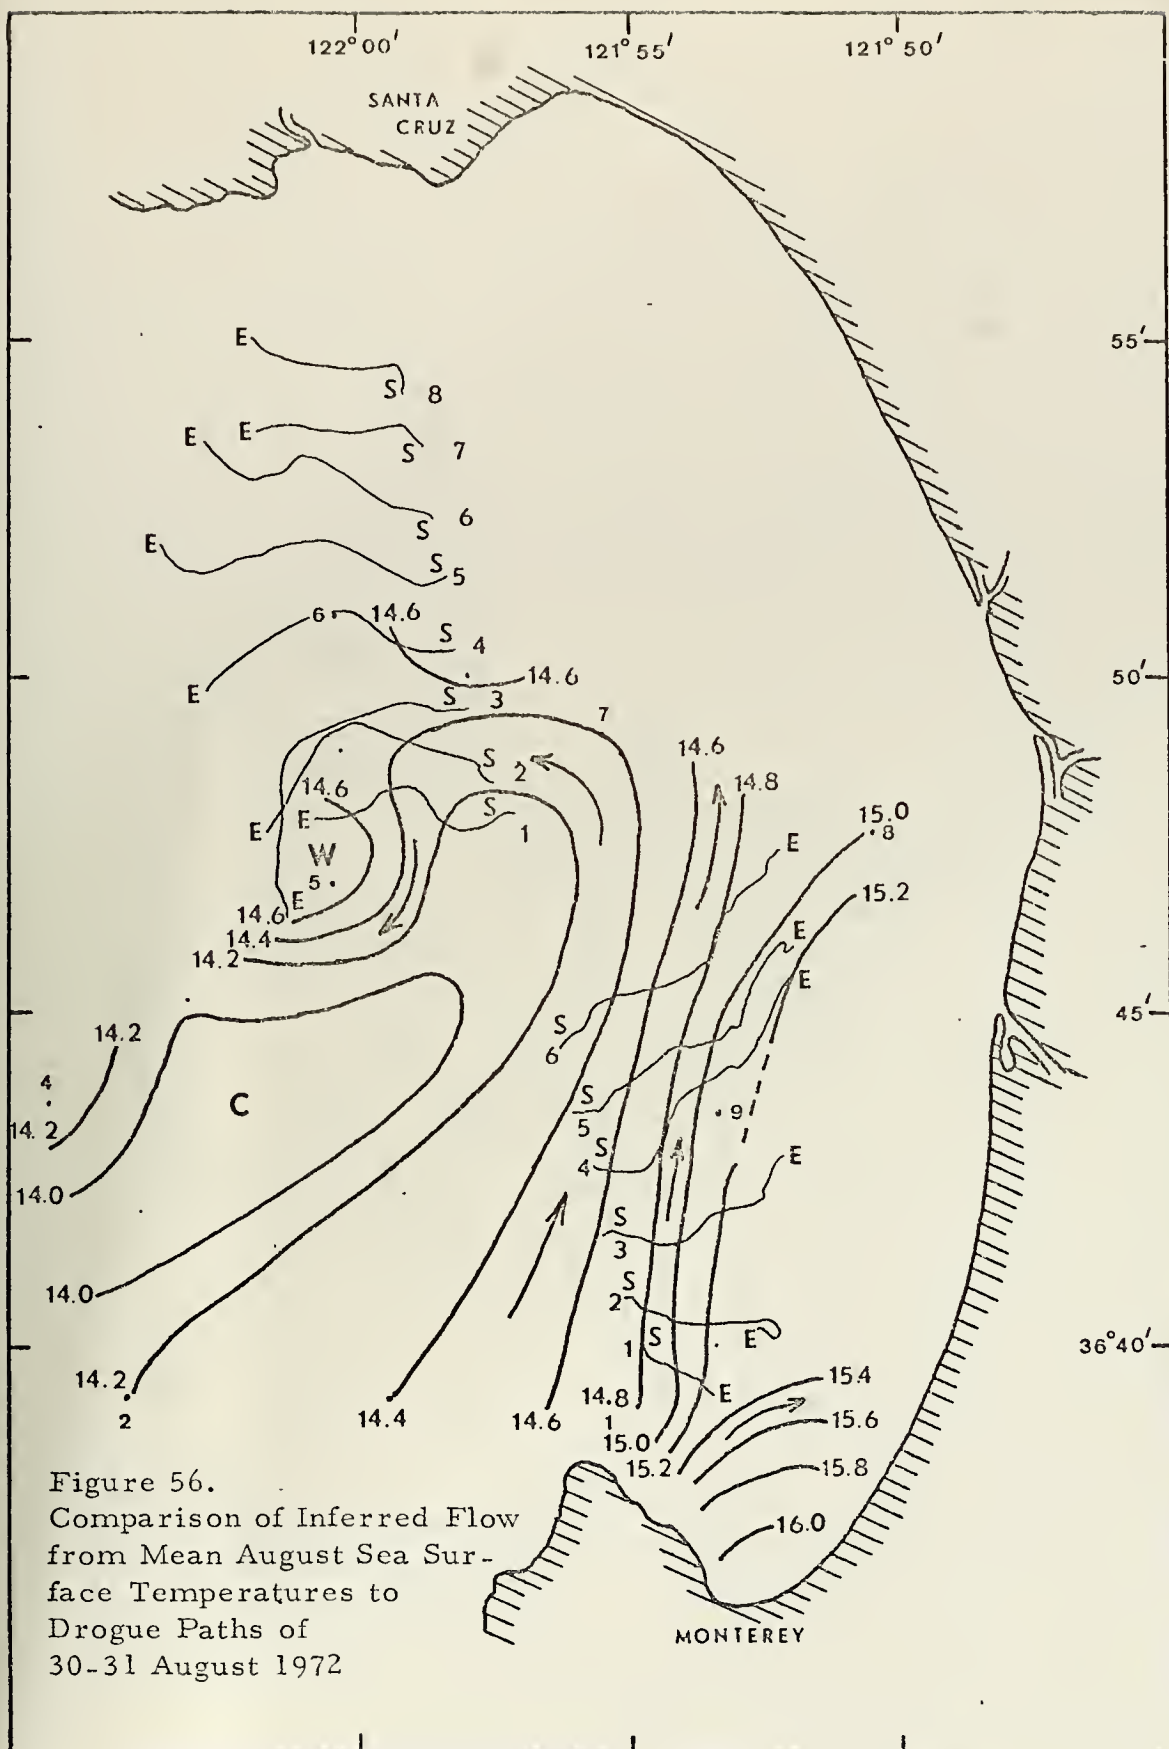 122°00′ 121°55′ 121°50′
SANTA
CRUZ
55′
E
S 8
E E
S 7
S 6
E
S 5
6 14.6
S 4
E
14.6
50′
S 3
7
14.6 14.8
S 2
14.6
E E
S 1
15.0
8
E
W
5
E
15.2
14.6
14.4
14.2
E
E
45′
14.2
S
6
4
C
S
5
9
14.2
S
4
E
14.0
S
3
S
2
14.0
S
1 E
36°40′
14.2
2
14.4
14.6
14.8
1
E
15.0
15.2
15.4
15.6
15.8
16.0
Figure 56.
Comparison of Inferred Flow
from Mean August Sea Sur-
face Temperatures to
Drogue Paths of
30-31 August 1972
MONTEREY